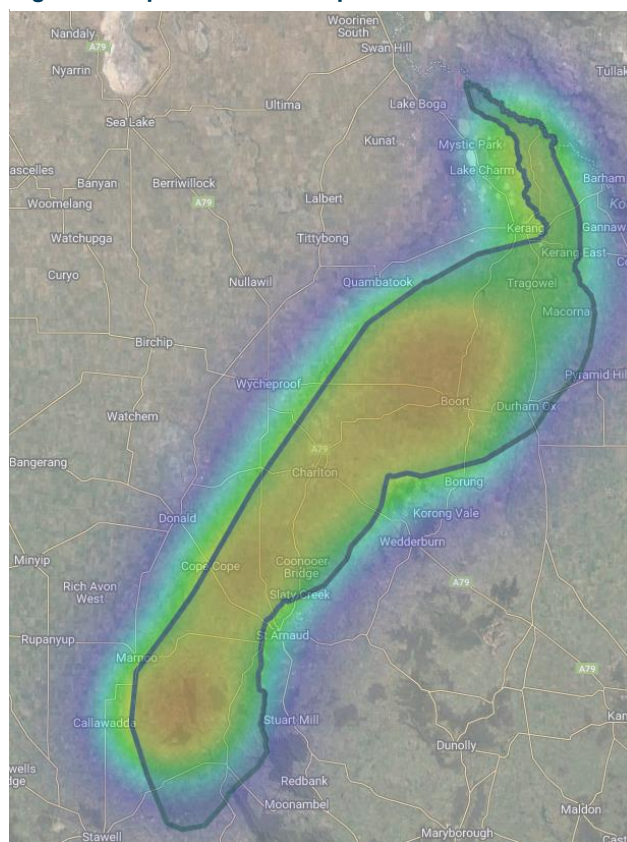 Woorinen
South
Nandaly
A79
Swan Hill
Nyarrin
Tullak
Lake Boga
Ultima
Sea Lake
Kunat
Mystic Park
ascelles
Lake Charm
Banyan
Berriwillock
Barham
Woomelang
A79
Lalbert
Kerang
Gannaw
Watchupga
Tittybong
Kerang East
Curyo
Nullawil
Quambatook
Tragowel
Macorna
Birchip
Pyramid Hil
Wycheproof
Boort
Durham Ox
Watchem
A79
Bangerang
Charlton
Borung
Donald
Korong Vale
Wedderburn
Minyip
Cope Cope
Coonooer
Bridge
A79
Rich Avon
West
Slaty Creek
Rupanyup
St Arnaud
Marnoo
A79
Callawadda
Stuart Mill
Kan
Dunolly
wells
dge
Redbank
Moonambel
Maldon
Stawell
Maryborough
Cast